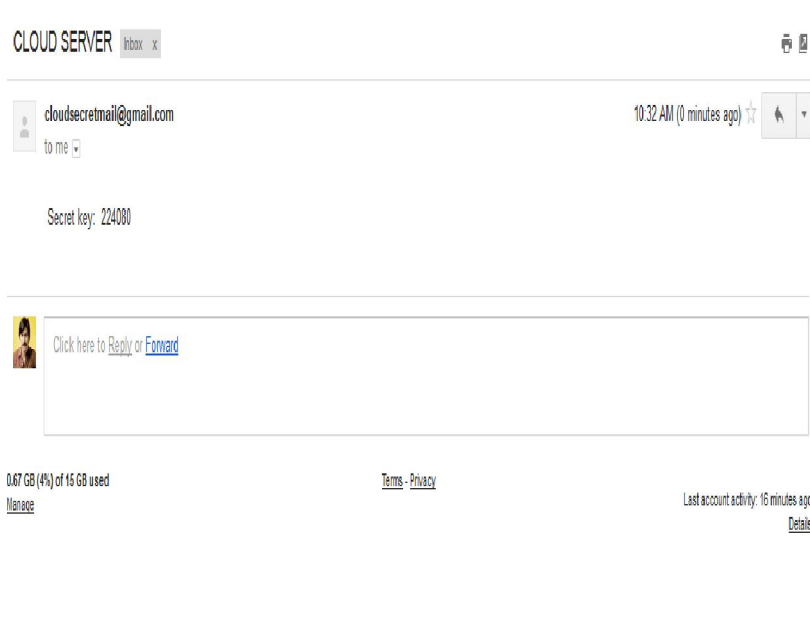 CLOUD SERVER Inbox x
cloudsecretmail@gmail.com 10:32 AM (0 minutes ago)
to me
Secret key: 224080
Click here to Reply or Forward
0.67 GB (4%) of 15 GB used
Manage
Terms - Privacy
Last account activity: 16 minutes ago
Details